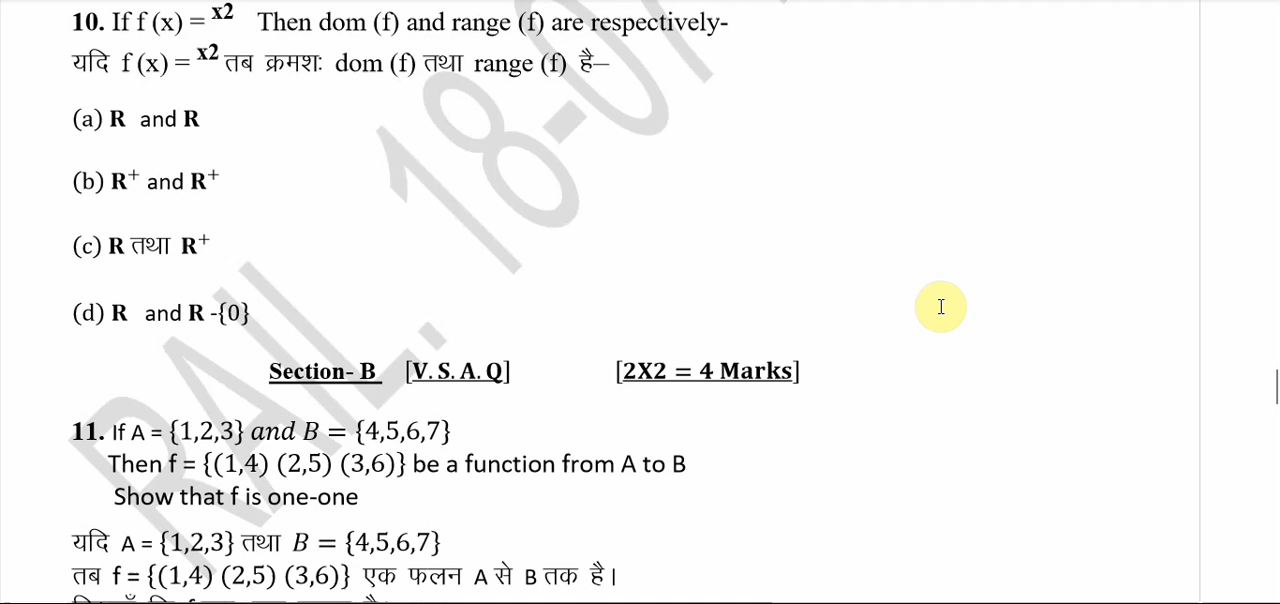 10. If f (x) = x2 Then dom (f) and range (f) are respectively-
यदि f (x) = x2 तब क्रमशः dom (f) तथा range (f) है–
(a) R and R
(b) R⁺ and R⁺
(c) R तथा R⁺
(d) R and R -{0}
Section- B [V. S. A. Q] [2X2 = 4 Marks]
11. If A = {1,2,3} and B = {4,5,6,7}
Then f = {(1,4) (2,5) (3,6)} be a function from A to B
Show that f is one-one
यदि A = {1,2,3} तथा B = {4,5,6,7}
तब f = {(1,4) (2,5) (3,6)} एक फलन A से B तक है।